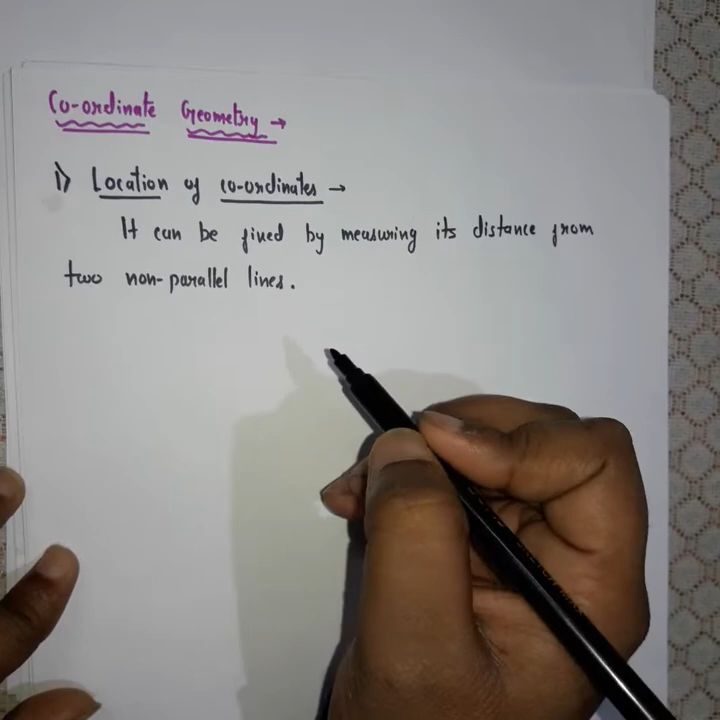 Co-ordinate Geometry →
1) Location of co-ordinates →
It can be fixed by measuring its distance from
two non-parallel lines.